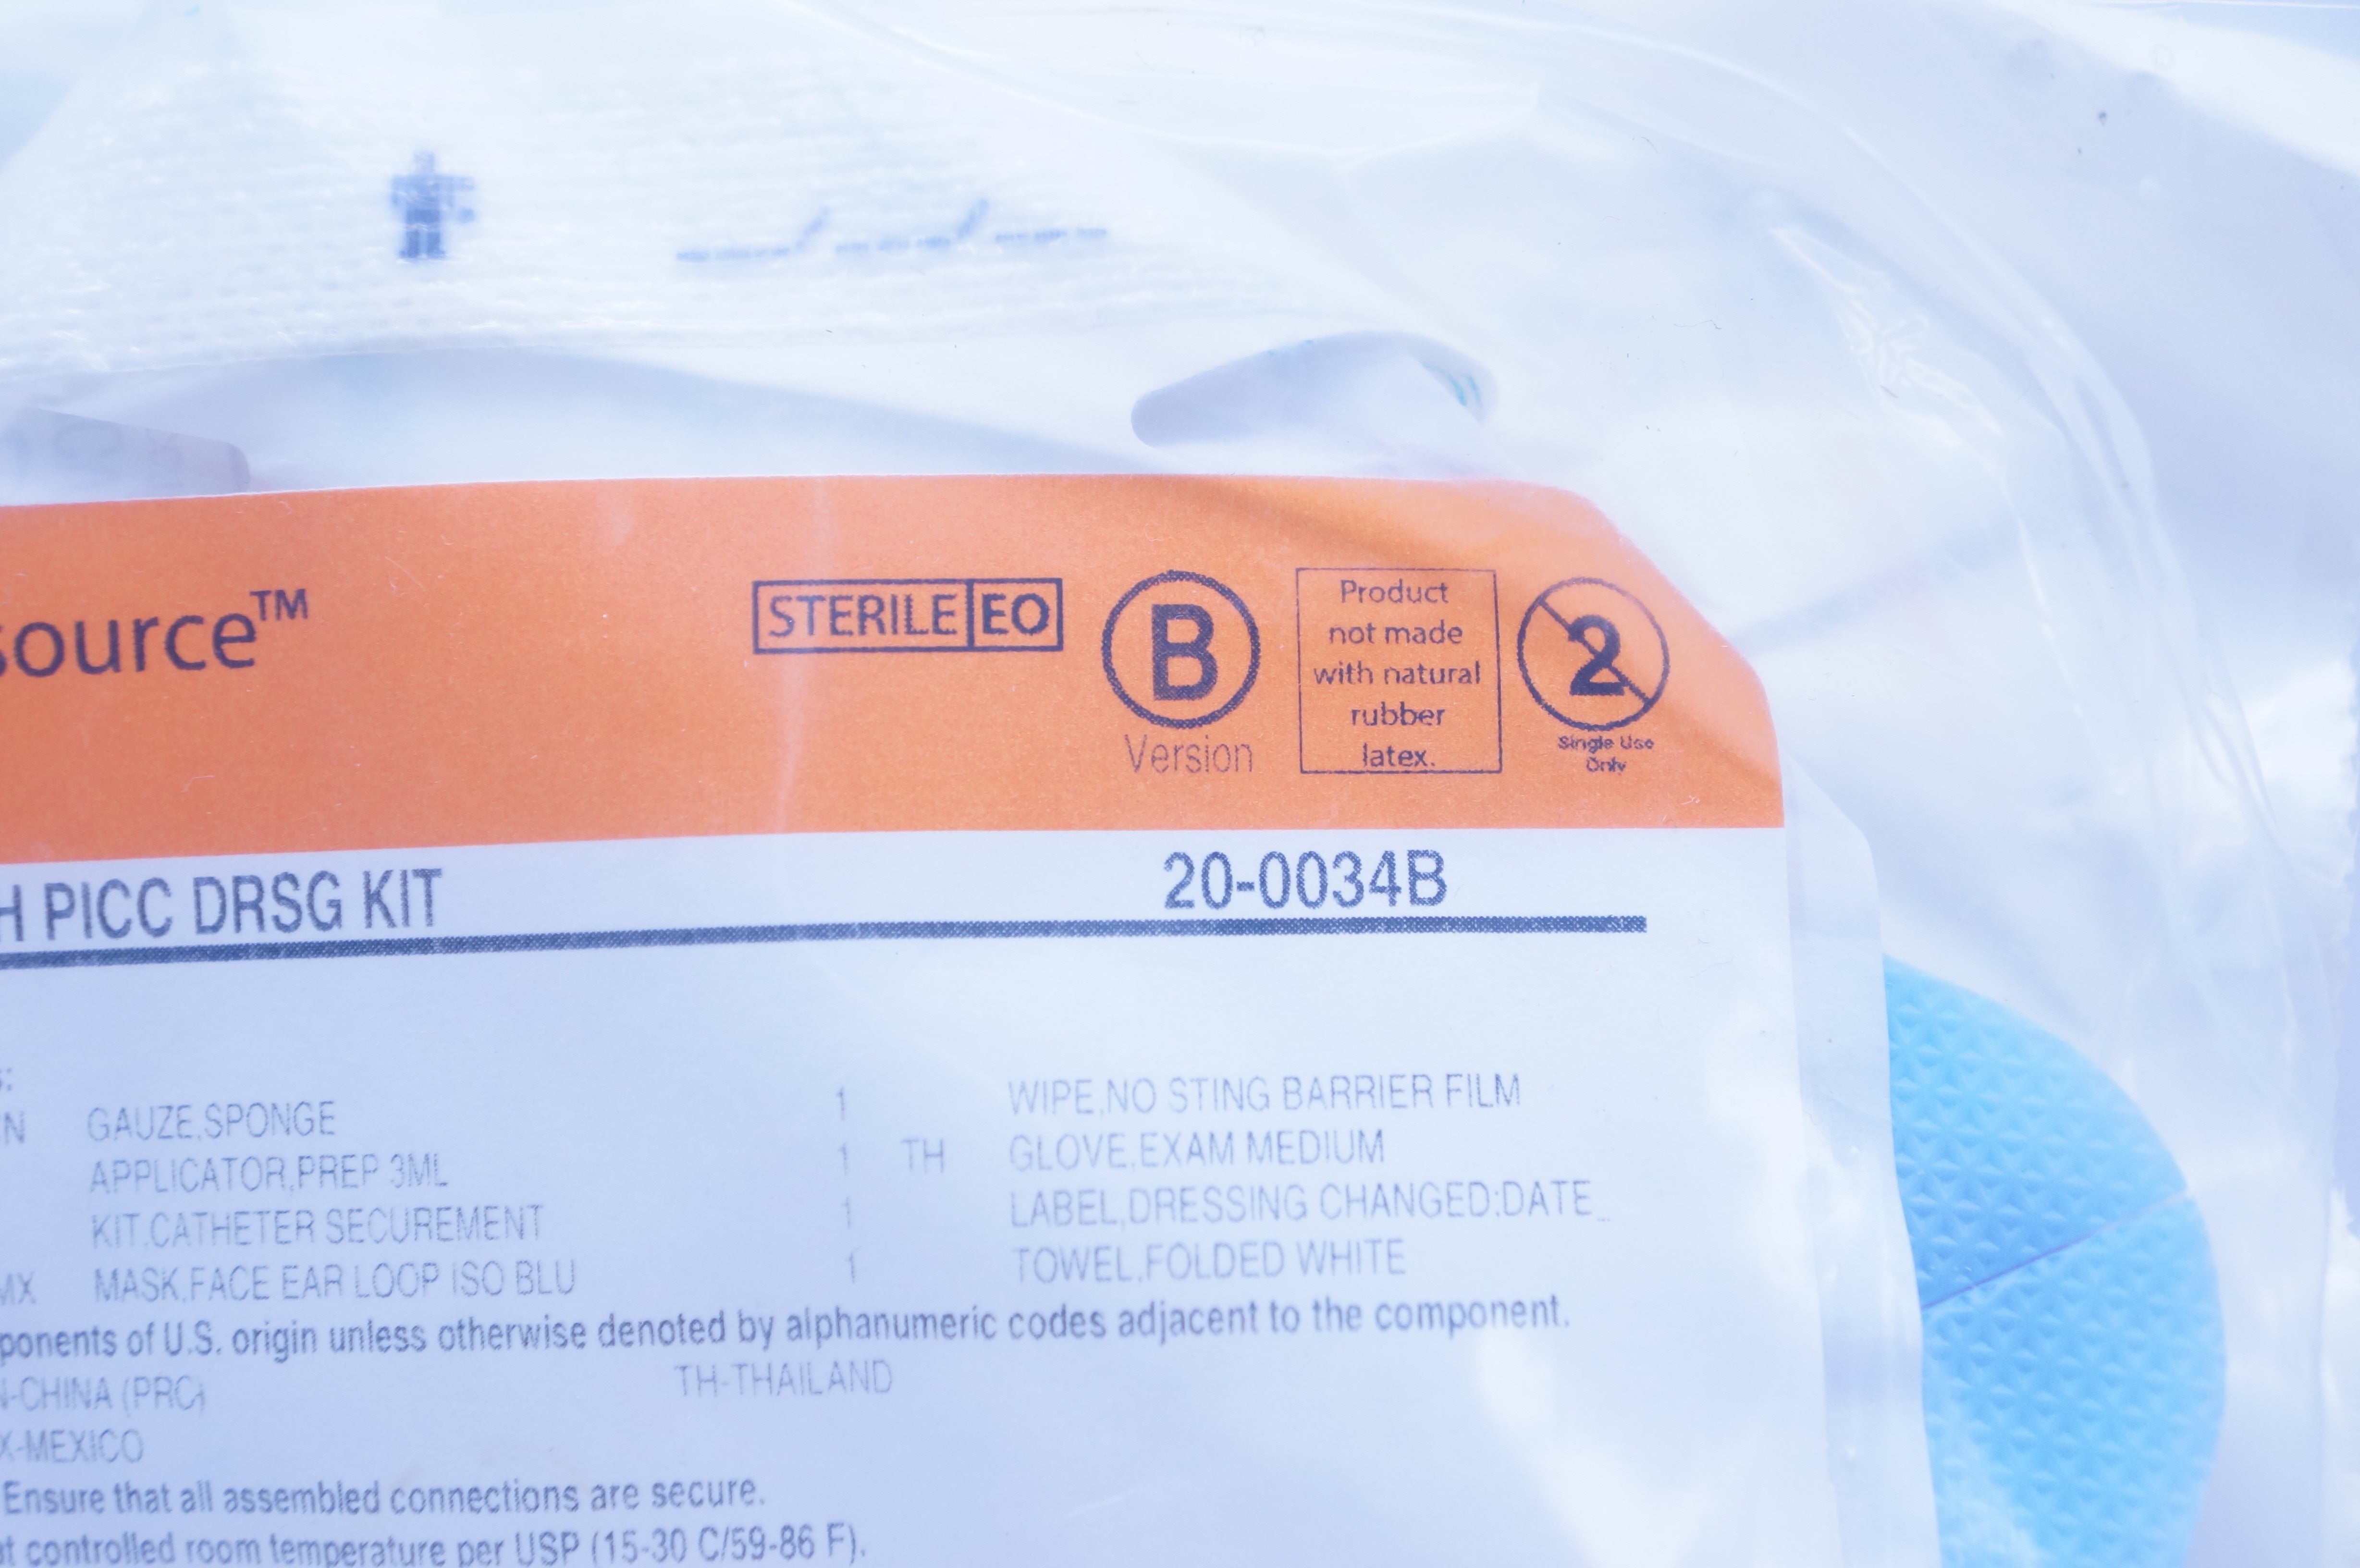 source™
STERILE EO
B
Version
Product
not made
with natural
rubber
latex.
2
Single Use
Only
H PICC DRSG KIT 20-0034B
s:
N GAUZE,SPONGE 1 WIPE,NO STING BARRIER FILM
APPLICATOR,PREP 3ML 1 TH GLOVE,EXAM MEDIUM
KIT,CATHETER SECUREMENT 1 LABEL,DRESSING CHANGED:DATE_
MX MASK,FACE EAR LOOP ISO BLU 1 TOWEL,FOLDED WHITE
ponents of U.S. origin unless otherwise denoted by alphanumeric codes adjacent to the component.
N-CHINA (PRC) TH-THAILAND
X-MEXICO
Ensure that all assembled connections are secure.
at controlled room temperature per USP (15-30 C/59-86 F).